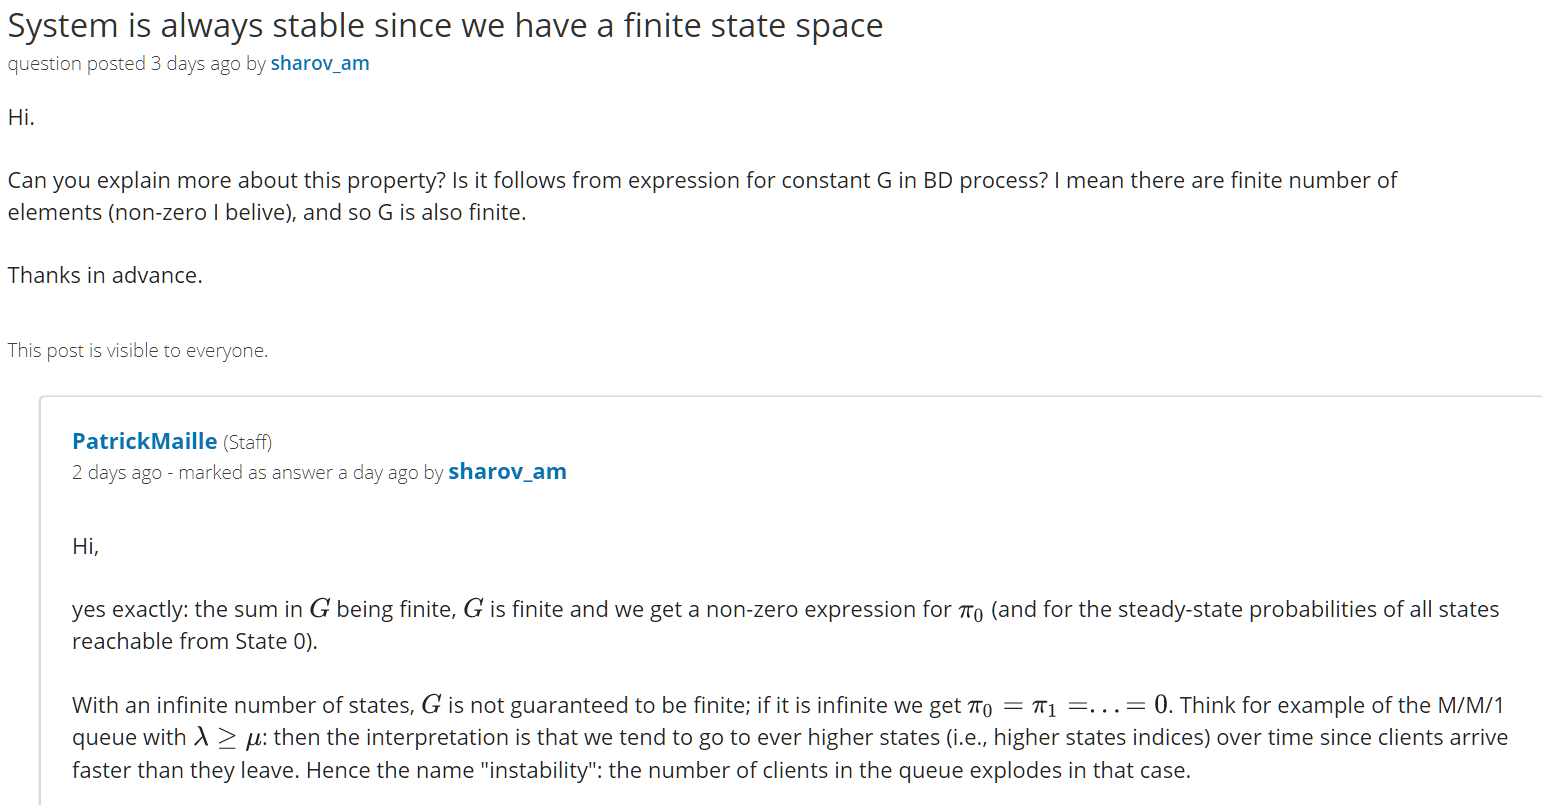 System is always stable since we have a finite state space
question posted 3 days ago by sharov_am
Hi.
Can you explain more about this property? Is it follows from expression for constant G in BD process? I mean there are finite number of
elements (non-zero I belive), and so G is also finite.
Thanks in advance.
This post is visible to everyone.
PatrickMaille (Staff)
2 days ago - marked as answer a day ago by sharov_am
Hi,
yes exactly: the sum in G being finite, G is finite and we get a non-zero expression for π₀ (and for the steady-state probabilities of all states
reachable from State 0).
With an infinite number of states, G is not guaranteed to be finite; if it is infinite we get π₀ = π₁ =. . . = 0. Think for example of the M/M/1
queue with λ ≥ μ: then the interpretation is that we tend to go to ever higher states (i.e., higher states indices) over time since clients arrive
faster than they leave. Hence the name "instability": the number of clients in the queue explodes in that case.